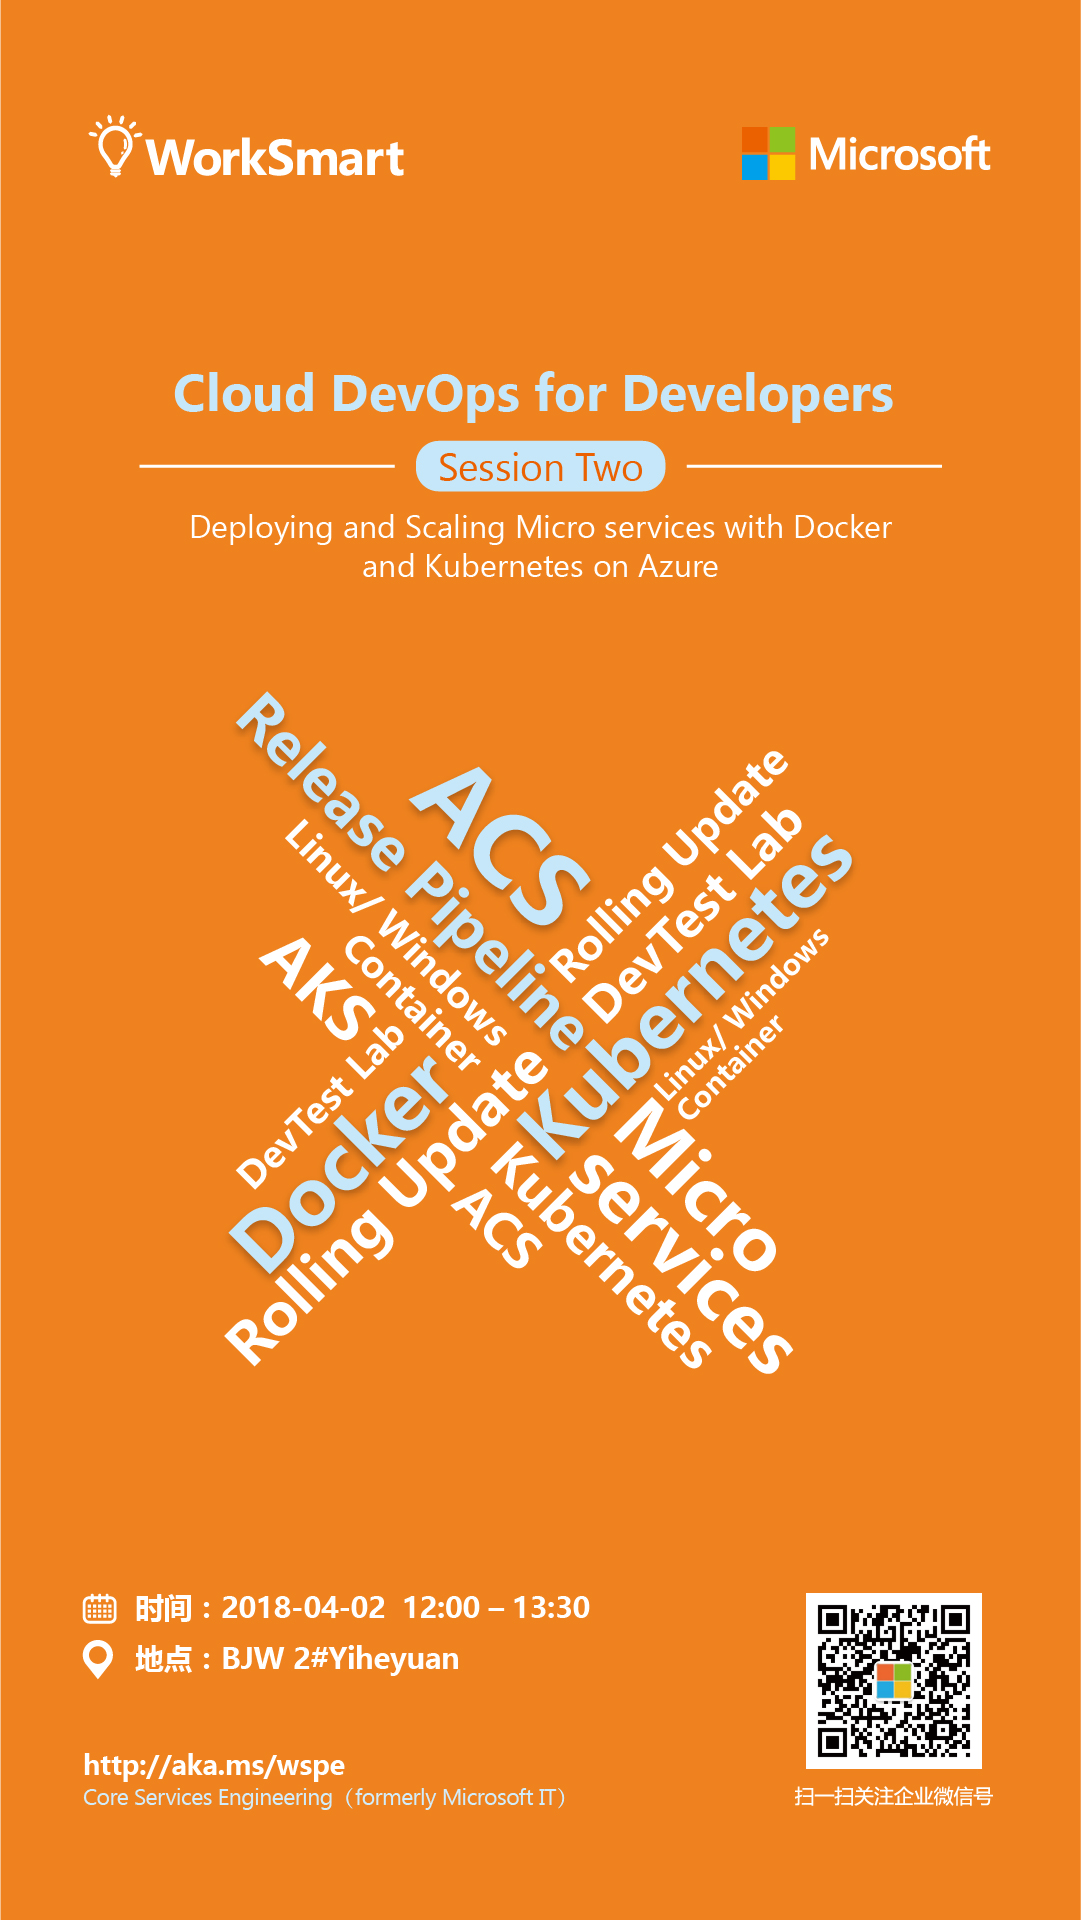 WorkSmart
Microsoft
Cloud DevOps for Developers
Session Two
Deploying and Scaling Micro services with Docker
and Kubernetes on Azure
Release Pipeline
ACS
Linux/ Windows
Container
AKS
Rolling Update
DevTest Lab
Kubernetes
Linux/ Windows
Container
DevTest Lab
Docker
Rolling Update
ACS
Kubernetes
Micro
services
时间：2018-04-02 12:00 – 13:30
地点：BJW 2#Yiheyuan
http://aka.ms/wspe
Core Services Engineering（formerly Microsoft IT）
扫一扫关注企业微信号